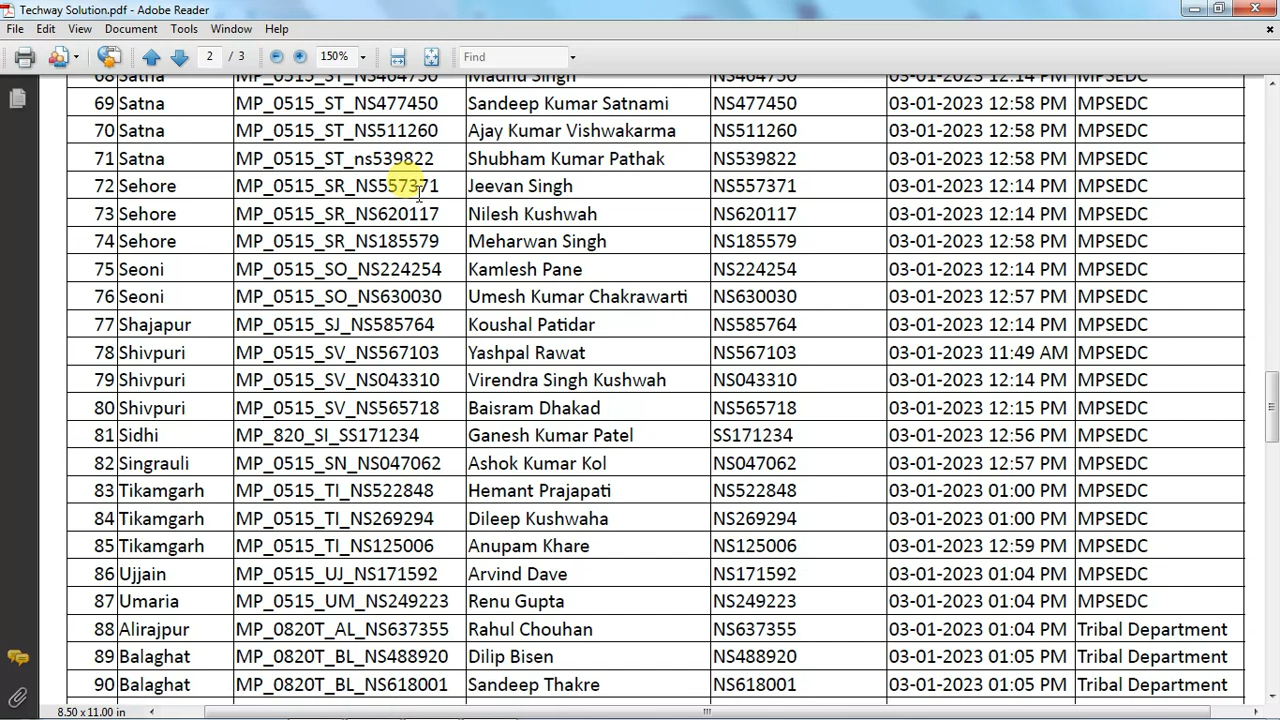 Techway Solution.pdf - Adobe Reader
File Edit View Document Tools Window Help
2 / 3 150% Find
68 Satna MP_0515_ST_NS464750 Madhu Singh NS464750 03-01-2023 12:14 PM MPSEDC
69 Satna MP_0515_ST_NS477450 Sandeep Kumar Satnami NS477450 03-01-2023 12:58 PM MPSEDC
70 Satna MP_0515_ST_NS511260 Ajay Kumar Vishwakarma NS511260 03-01-2023 12:58 PM MPSEDC
71 Satna MP_0515_ST_ns539822 Shubham Kumar Pathak NS539822 03-01-2023 12:58 PM MPSEDC
72 Sehore MP_0515_SR_NS557371 Jeevan Singh NS557371 03-01-2023 12:14 PM MPSEDC
73 Sehore MP_0515_SR_NS620117 Nilesh Kushwah NS620117 03-01-2023 12:14 PM MPSEDC
74 Sehore MP_0515_SR_NS185579 Meharwan Singh NS185579 03-01-2023 12:58 PM MPSEDC
75 Seoni MP_0515_SO_NS224254 Kamlesh Pane NS224254 03-01-2023 12:14 PM MPSEDC
76 Seoni MP_0515_SO_NS630030 Umesh Kumar Chakrawarti NS630030 03-01-2023 12:57 PM MPSEDC
77 Shajapur MP_0515_SJ_NS585764 Koushal Patidar NS585764 03-01-2023 12:14 PM MPSEDC
78 Shivpuri MP_0515_SV_NS567103 Yashpal Rawat NS567103 03-01-2023 11:49 AM MPSEDC
79 Shivpuri MP_0515_SV_NS043310 Virendra Singh Kushwah NS043310 03-01-2023 12:14 PM MPSEDC
80 Shivpuri MP_0515_SV_NS565718 Baisram Dhakad NS565718 03-01-2023 12:15 PM MPSEDC
81 Sidhi MP_820_SI_SS171234 Ganesh Kumar Patel SS171234 03-01-2023 12:56 PM MPSEDC
82 Singrauli MP_0515_SN_NS047062 Ashok Kumar Kol NS047062 03-01-2023 12:57 PM MPSEDC
83 Tikamgarh MP_0515_TI_NS522848 Hemant Prajapati NS522848 03-01-2023 01:00 PM MPSEDC
84 Tikamgarh MP_0515_TI_NS269294 Dileep Kushwaha NS269294 03-01-2023 01:00 PM MPSEDC
85 Tikamgarh MP_0515_TI_NS125006 Anupam Khare NS125006 03-01-2023 12:59 PM MPSEDC
86 Ujjain MP_0515_UJ_NS171592 Arvind Dave NS171592 03-01-2023 01:04 PM MPSEDC
87 Umaria MP_0515_UM_NS249223 Renu Gupta NS249223 03-01-2023 01:04 PM MPSEDC
88 Alirajpur MP_0820T_AL_NS637355 Rahul Chouhan NS637355 03-01-2023 01:04 PM Tribal Department
89 Balaghat MP_0820T_BL_NS488920 Dilip Bisen NS488920 03-01-2023 01:05 PM Tribal Department
90 Balaghat MP_0820T_BL_NS618001 Sandeep Thakre NS618001 03-01-2023 01:05 PM Tribal Department
8.50 x 11.00 in